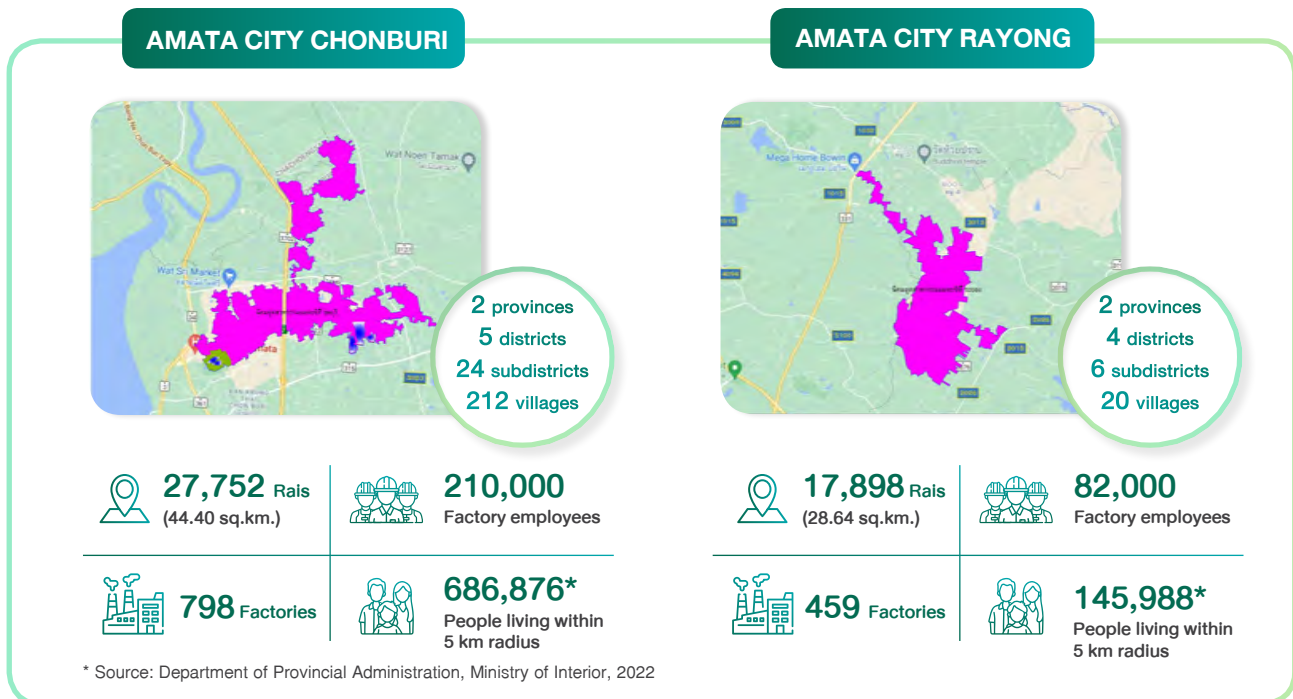 AMATA CITY CHONBURI
Wat Noen Tamak
Wat Sri Market
2 provinces
5 districts
24 subdistricts
212 villages
27,752 Rais
(44.40 sq.km.)
210,000
Factory employees
798 Factories
686,876*
People living within
5 km radius
AMATA CITY RAYONG
Mega Home Bowin
331
2 provinces
4 districts
6 subdistricts
20 villages
17,898 Rais
(28.64 sq.km.)
82,000
Factory employees
459 Factories
145,988*
People living within
5 km radius
* Source: Department of Provincial Administration, Ministry of Interior, 2022